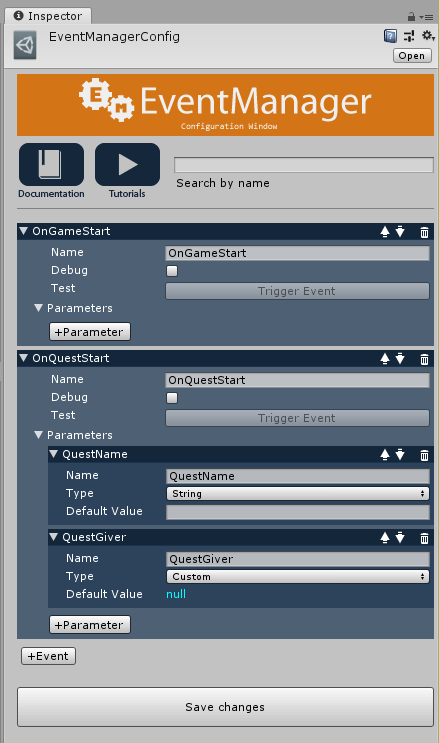 Inspector
EventManagerConfig
Open
EM EventManager
Configuration Window
Documentation
Tutorials
Search by name
OnGameStart
Name OnGameStart
Debug
Test Trigger Event
Parameters
+Parameter
OnQuestStart
Name OnQuestStart
Debug
Test Trigger Event
Parameters
QuestName
Name QuestName
Type String
Default Value
QuestGiver
Name QuestGiver
Type Custom
Default Value null
+Parameter
+Event
Save changes